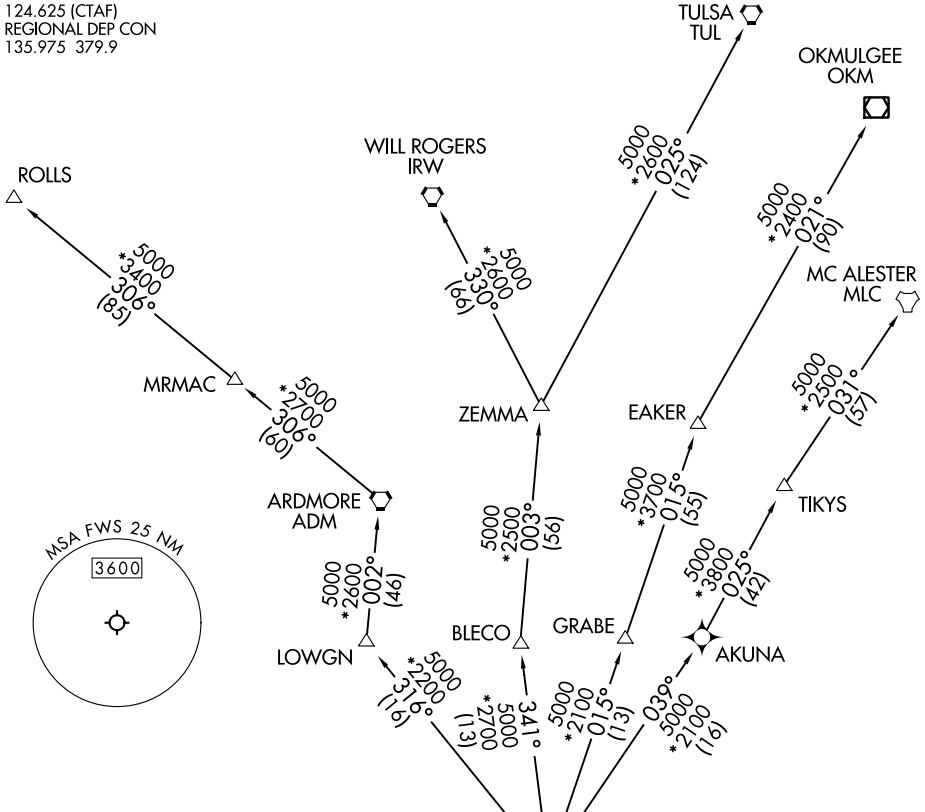 124.625 (CTAF)
REGIONAL DEP CON
135.975 379.9
TULSA
TUL
OKMULGEE
OKM
WILL ROGERS
IRW
5000
*2600
025°
(124)
ROLLS
5000
*2400
021°
(90)
5000
*3400
306°
(85)
5000
*2600
330°
(66)
MC ALESTER
MLC
MRMAC
5000
*2700
306°
(60)
ZEMMA
EAKER
5000
*2500
031°
(57)
ARDMORE
ADM
5000
*2500
003°
(56)
5000
*3700
015°
(55)
TIKYS
MSA FWS 25 NM
3600
5000
*2600
002°
(46)
5000
*3800
025°
(42)
LOWGN
BLECO
GRABE
AKUNA
5000
*2200
316°
(16)
341°
5000
*2700
(13)
5000
*2100
015°
(13)
039°
5000
*2100
(16)